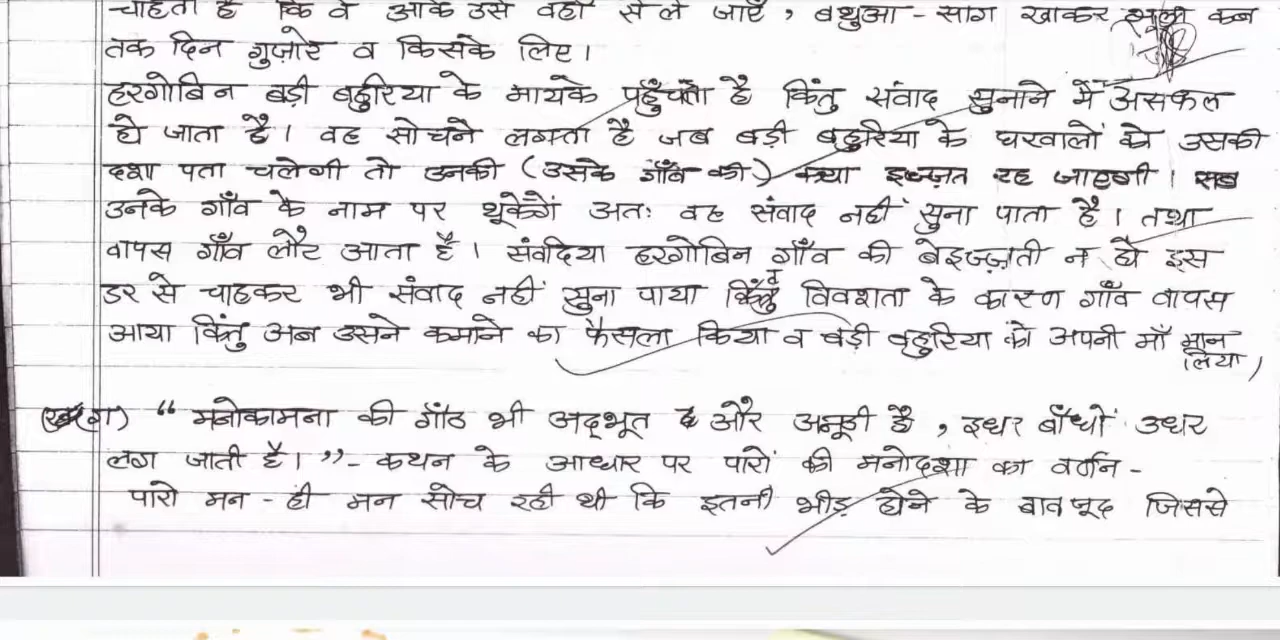 चाहता है कि वे आके उसे वहाँ से ले जाएँ, बथुआ-साग खाकर भला कब
तक दिन गुज़ारे व किसके लिए।
हरगोबिन बड़ी बहुरिया के मायके पहुँचता है किंतु संवाद सुनाने में असफल
हो जाता है। वह सोचने लगता है जब बड़ी बहुरिया के घरवालों को उसकी
दशा पता चलेगी तो उनकी (उसके गाँव की) क्या इज्ज़त रह जाएगी। सब
उनके गाँव के नाम पर थूकेगें अतः वह संवाद नहीं सुना पाता है। तथा
वापस गाँव लौट आता है। संवदिया हरगोबिन गाँव की बेइज्ज़ती न हो इस
डर से चाहकर भी संवाद नहीं सुना पाया किंतु विवशता के कारण गाँव वापस
आया किंतु अब उसने कमाने का फैसला किया व बड़ी बहुरिया को अपनी माँ मान
लिया।
(ग) “मनोकामना की गाँठ भी अद्भूत है और अनूठी है, इधर बाँधों उधर
लग जाती है।”- कथन के आधार पर पारों की मनोदशा का वर्णन -
पारो मन-ही मन सोच रही थी कि इतनी भीड़ होने के बावजूद जिससे